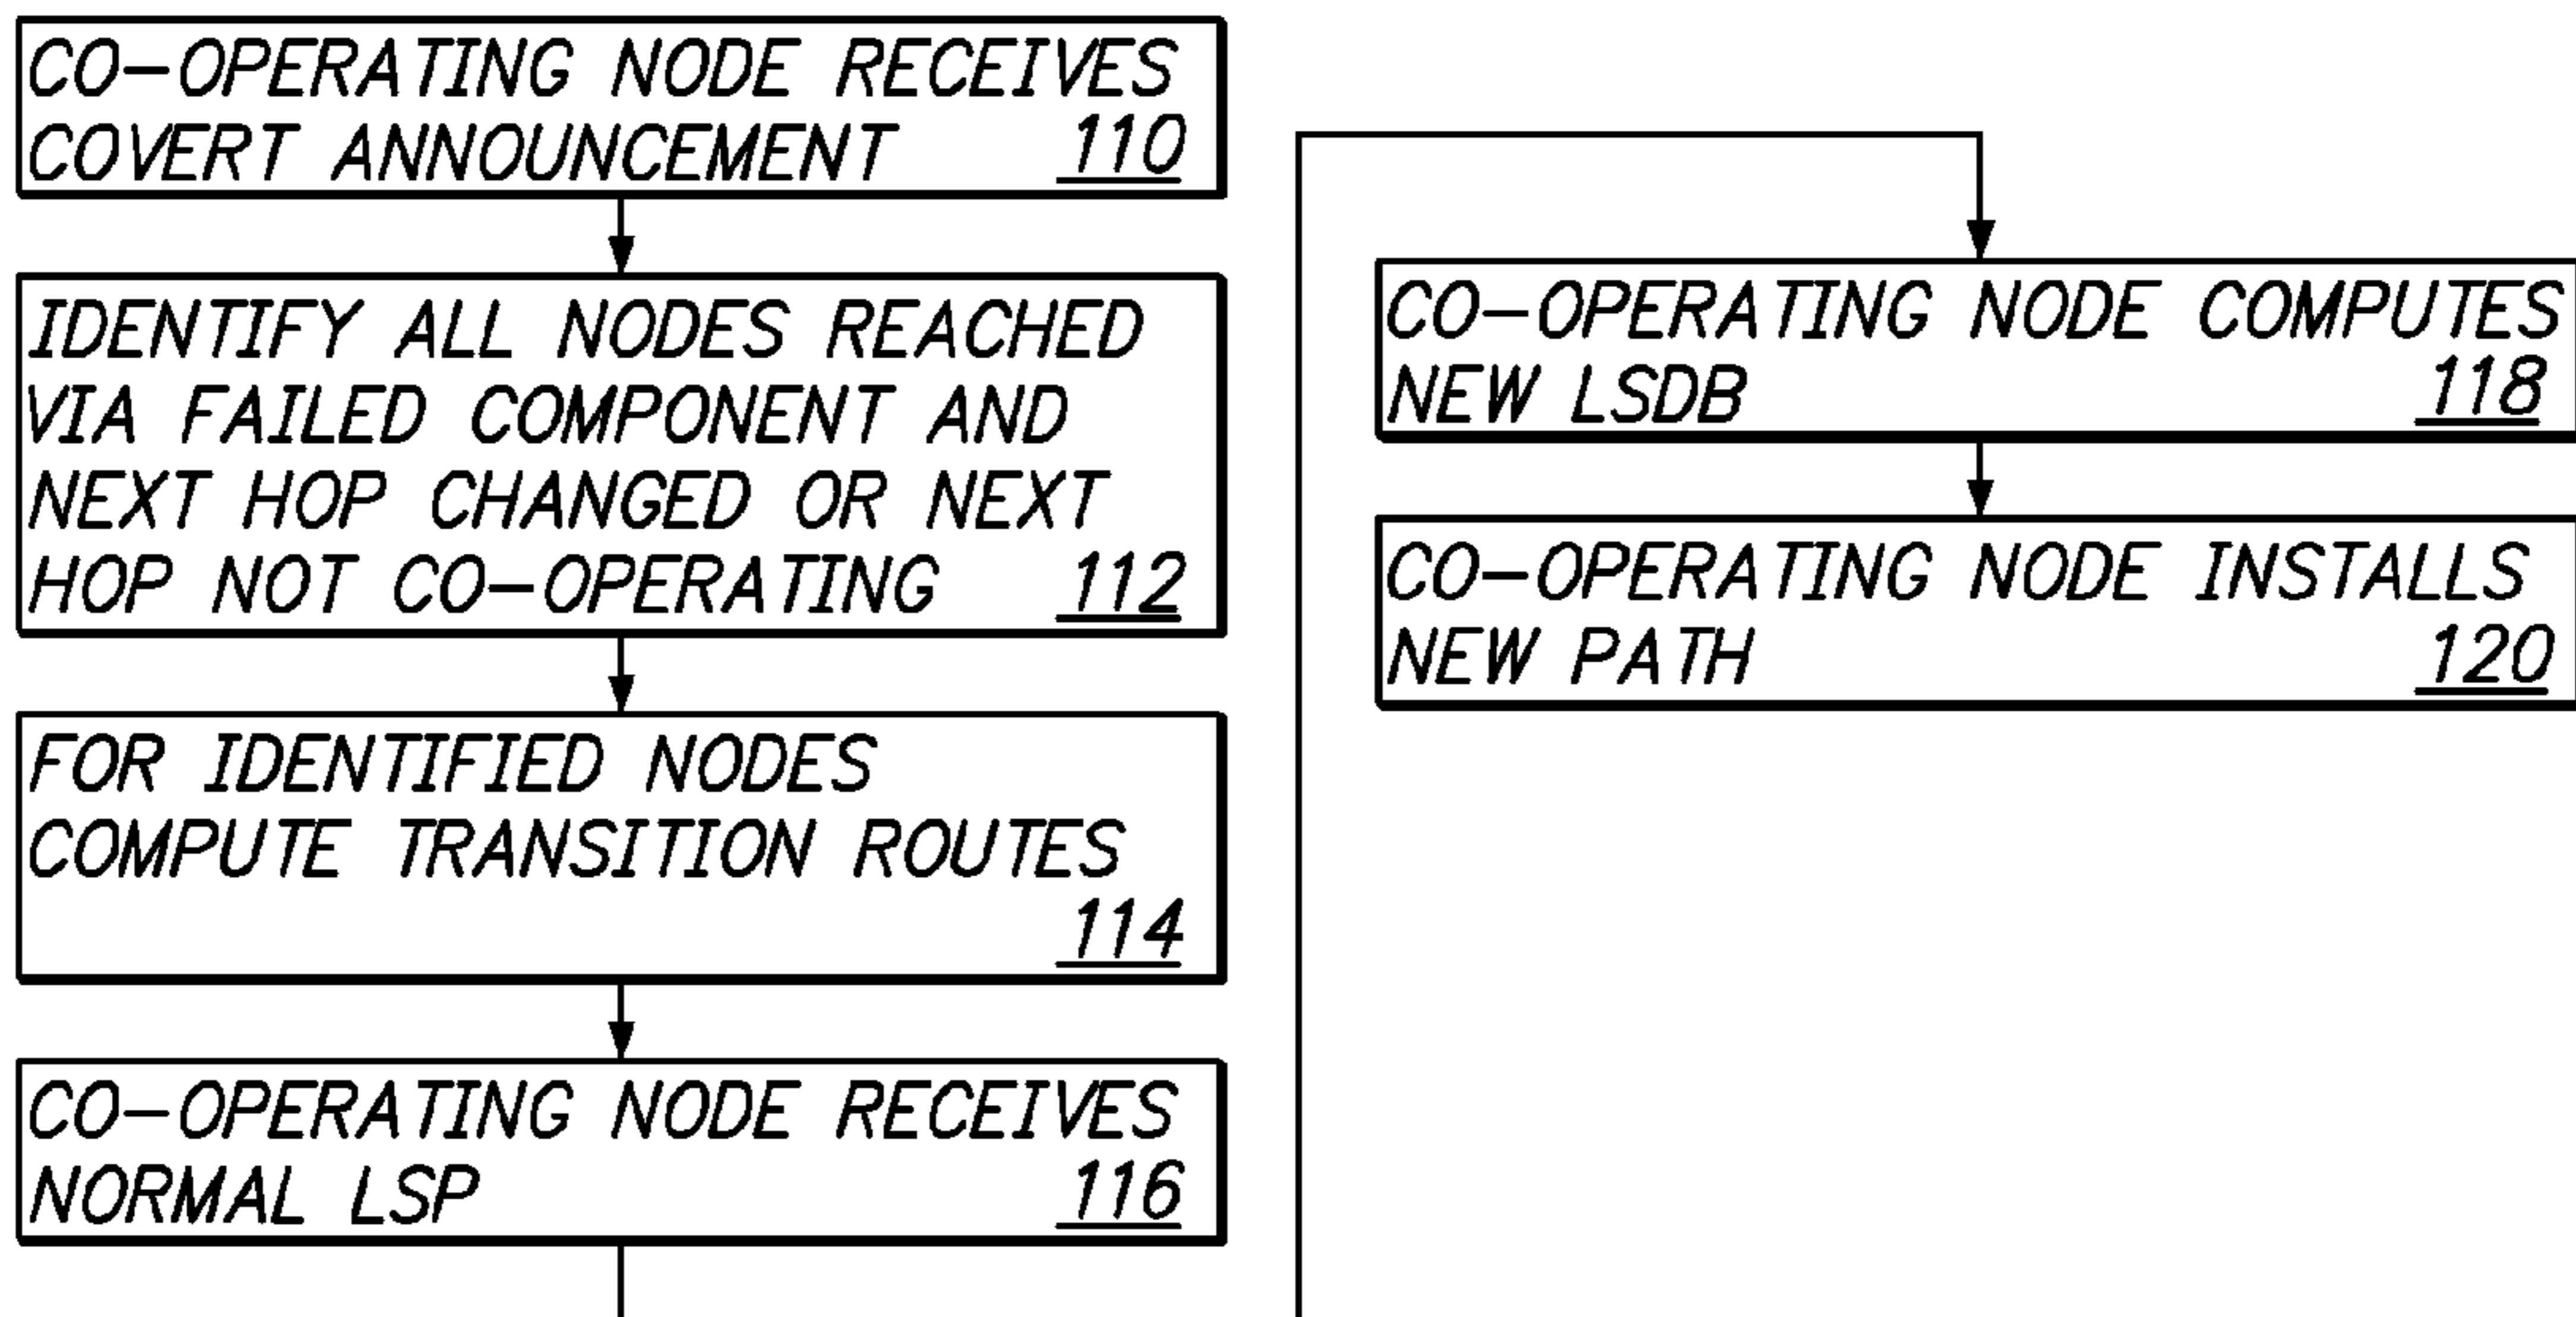 CO-OPERATING NODE RECEIVES
COVERT ANNOUNCEMENT 110
IDENTIFY ALL NODES REACHED
VIA FAILED COMPONENT AND
NEXT HOP CHANGED OR NEXT
HOP NOT CO-OPERATING 112
FOR IDENTIFIED NODES
COMPUTE TRANSITION ROUTES
114
CO-OPERATING NODE RECEIVES
NORMAL LSP 116
CO-OPERATING NODE COMPUTES
NEW LSDB 118
CO-OPERATING NODE INSTALLS
NEW PATH 120